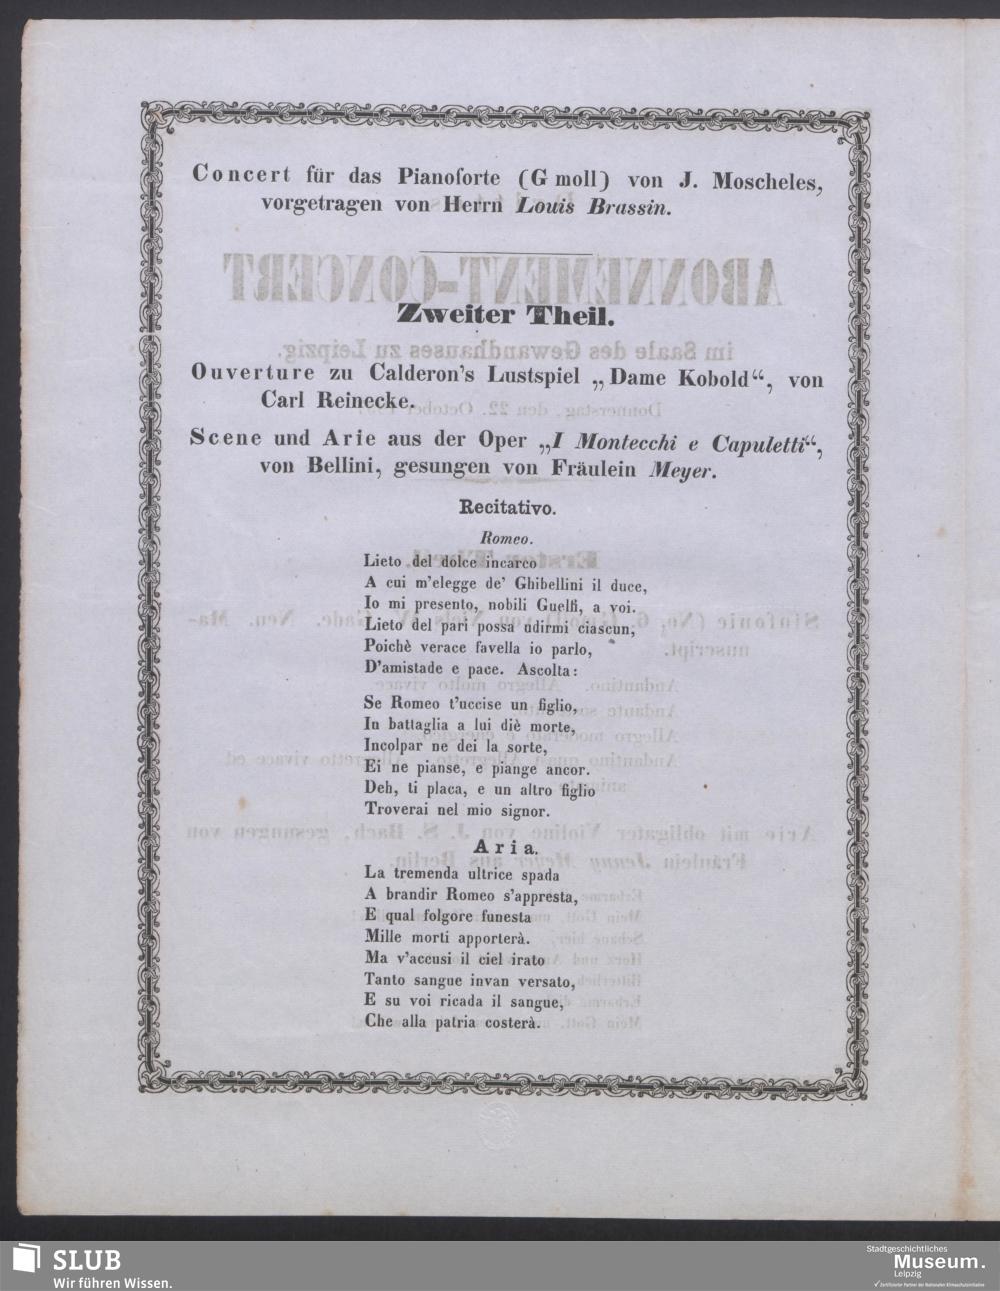 Concert für das Pianoforte (G moll) von J. Moscheles,
vorgetragen von Herrn Louis Brassin.
Zweiter Theil.
Ouverture zu Calderon's Lustspiel „Dame Kobold“, von
Carl Reinecke.
Scene und Arie aus der Oper „I Montecchi e Capuletti“,
von Bellini, gesungen von Fräulein Meyer.
Recitativo.
Romeo.
Lieto del dolce incarco
A cui m'elegge de' Ghibellini il duce,
Io mi presento, nobili Guelfi, a voi.
Lieto del pari possa udirmi ciascun,
Poichè verace favella io parlo,
D'amistade e pace. Ascolta:
Se Romeo t'uccise un figlio,
In battaglia a lui diè morte,
Incolpar ne dei la sorte,
Ei ne pianse, e piange ancor.
Deh, ti placa, e un altro figlio
Troverai nel mio signor.
Aria.
La tremenda ultrice spada
A brandir Romeo s'appresta,
E qual folgore funesta
Mille morti apporterà.
Ma v'accusi il ciel irato
Tanto sangue invan versato,
E su voi ricada il sangue,
Che alla patria costerà.
SLUB
Wir führen Wissen.
Stadtgeschichtliches
Museum.
Leipzig
Zertifizierter Partner der Nationalen Klimaschutzinitiative